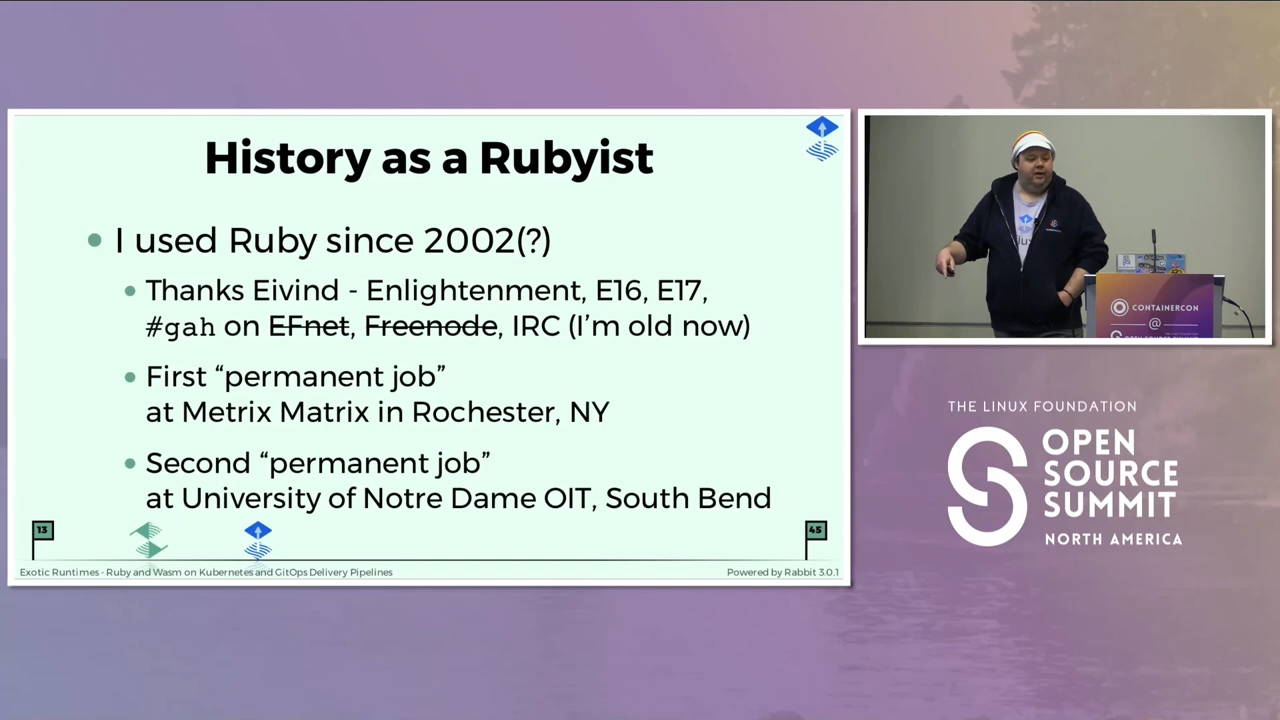 History as a Rubyist
I used Ruby since 2002(?)
Thanks Eivind - Enlightenment, E16, E17,
#gah on EFnet, Freenode, IRC (I'm old now)
First “permanent job”
at Metrix Matrix in Rochester, NY
Second “permanent job”
at University of Notre Dame OIT, South Bend
13
45
Exotic Runtimes - Ruby and Wasm on Kubernetes and GitOps Delivery Pipelines
Powered by Rabbit 3.0.1
CONTAINERCON
@
THE LINUX FOUNDATION
OPEN
SOURCE
SUMMIT
NORTH AMERICA